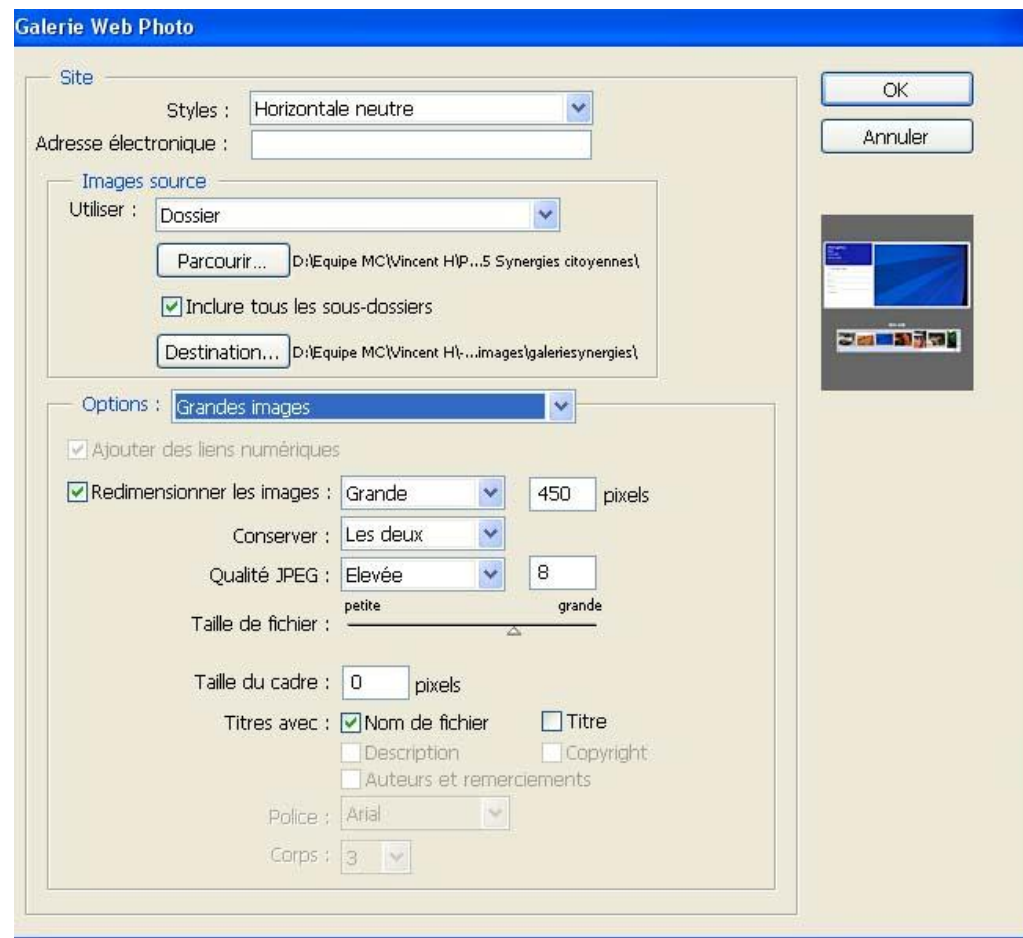 Galerie Web Photo
Site
OK
Styles : Horizontale neutre
Adresse électronique :
Annuler
Images source
Utiliser : Dossier
Parcourir... D:\Equipe MC\Vincent H\P...5 Synergies citoyennes\
Inclure tous les sous-dossiers
Destination... D:\Equipe MC\Vincent H\-...images\galeriesynergies\
Options : Grandes images
Ajouter des liens numériques
Redimensionner les images : Grande 450 pixels
Conserver : Les deux
Qualité JPEG : Elevée 8
petite grande
Taille de fichier :
Taille du cadre : 0 pixels
Titres avec : Nom de fichier Titre
Description Copyright
Auteurs et remerciements
Police : Arial
Corps : 3